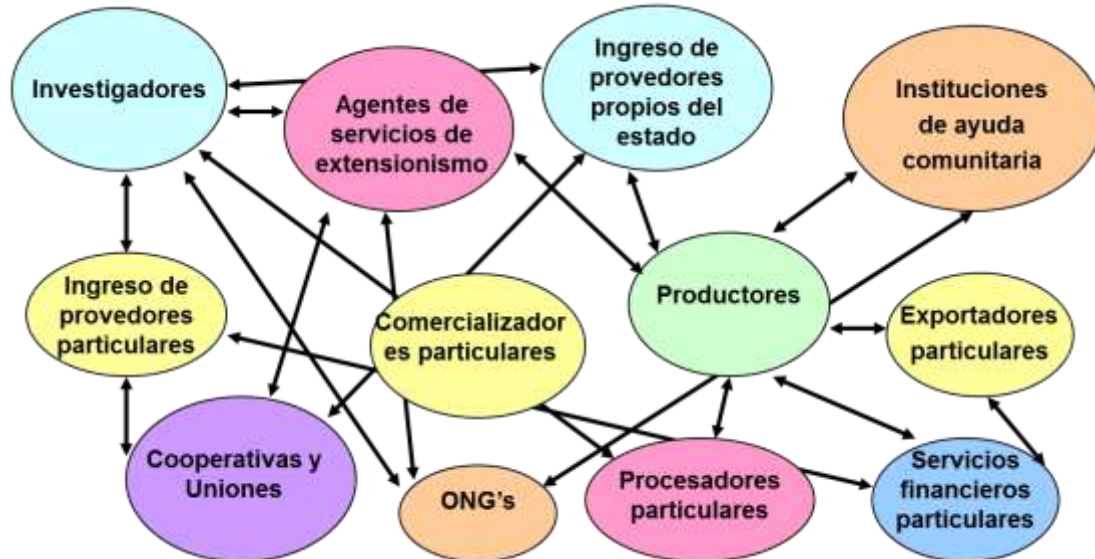 Investigadores
Agentes de
servicios de
extensionismo
Ingreso de
provedores
propios del
estado
Instituciones
de ayuda
comunitaria
Ingreso de
provedores
particulares
Comercializador
es particulares
Productores
Exportadores
particulares
Cooperativas y
Uniones
ONG's
Procesadores
particulares
Servicios
financieros
particulares